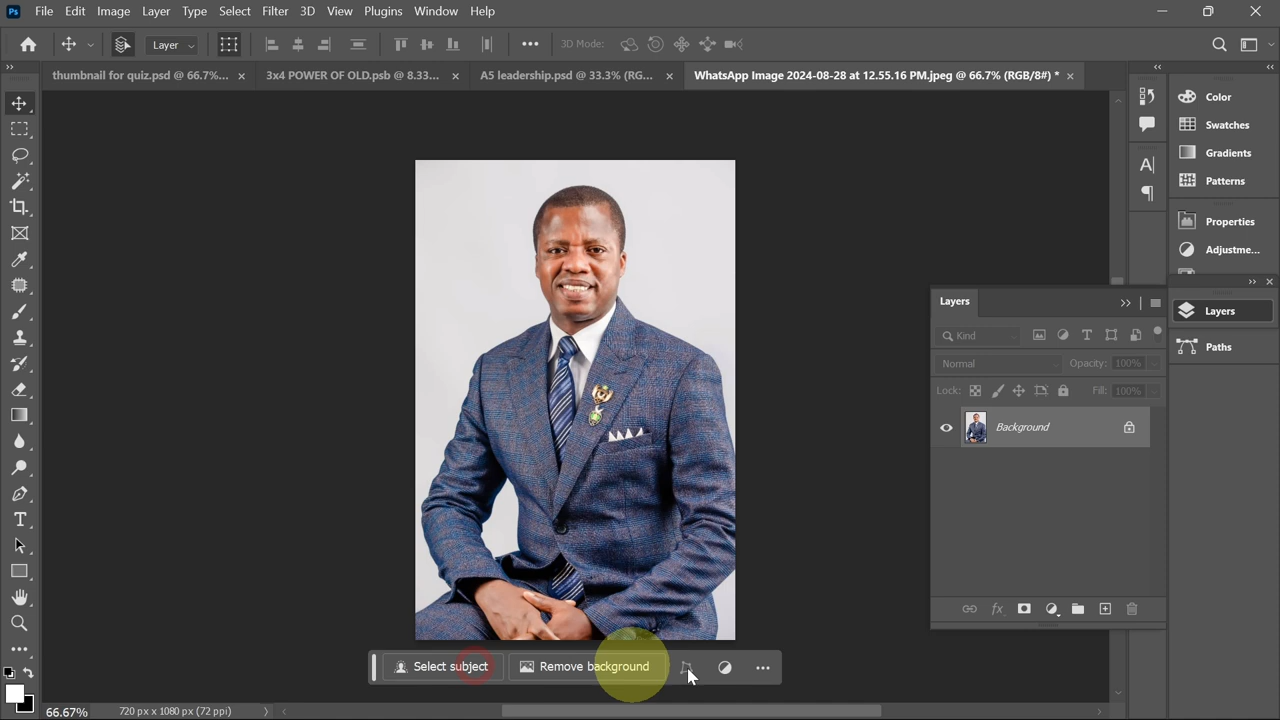 Ps File Edit Image Layer Type Select Filter 3D View Plugins Window Help
Layer 3D Mode:
thumbnail for quiz.psd @ 66.7%... × 3x4 POWER OF OLD.psb @ 8.33... × A5 leadership.psd @ 33.3% (RG... × WhatsApp Image 2024-08-28 at 12.55.16 PM.jpeg @ 66.7% (RGB/8#) * ×
Color
Swatches
Gradients
Patterns
Properties
Adjustme...
Layers
Paths
Layers
Kind
Normal Opacity: 100%
Lock: Fill: 100%
Background
Select subject Remove background
66.67% 720 px x 1080 px (72 ppi)